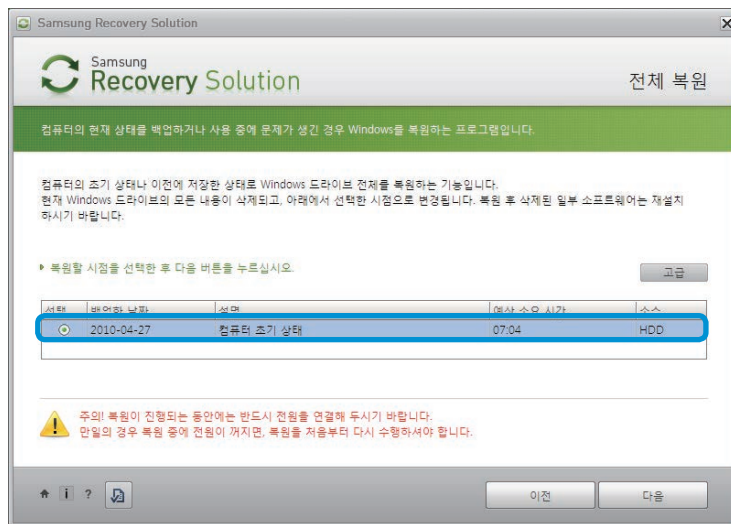 Samsung Recovery Solution
Samsung
Recovery Solution
전체 복원
컴퓨터의 현재 상태를 백업하거나 사용 중에 문제가 생긴 경우 Windows를 복원하는 프로그램입니다.
컴퓨터의 초기 상태나 이전에 저장한 상태로 Windows 드라이브 전체를 복원하는 기능입니다.
현재 Windows 드라이브의 모든 내용이 삭제되고, 아래에서 선택한 시점으로 변경됩니다. 복원 후 삭제된 일부 소프트웨어는 재설치
하시기 바랍니다.
복원할 시점을 선택한 후 다음 버튼을 누르십시오.
고급
선택 백업한 날짜 설명 예상 소요 시간 소스
2010-04-27 컴퓨터 초기 상태 07:04 HDD
주의! 복원이 진행되는 동안에는 반드시 전원을 연결해 두시기 바랍니다.
만일의 경우 복원 중에 전원이 꺼지면, 복원을 처음부터 다시 수행하셔야 합니다.
이전 다음